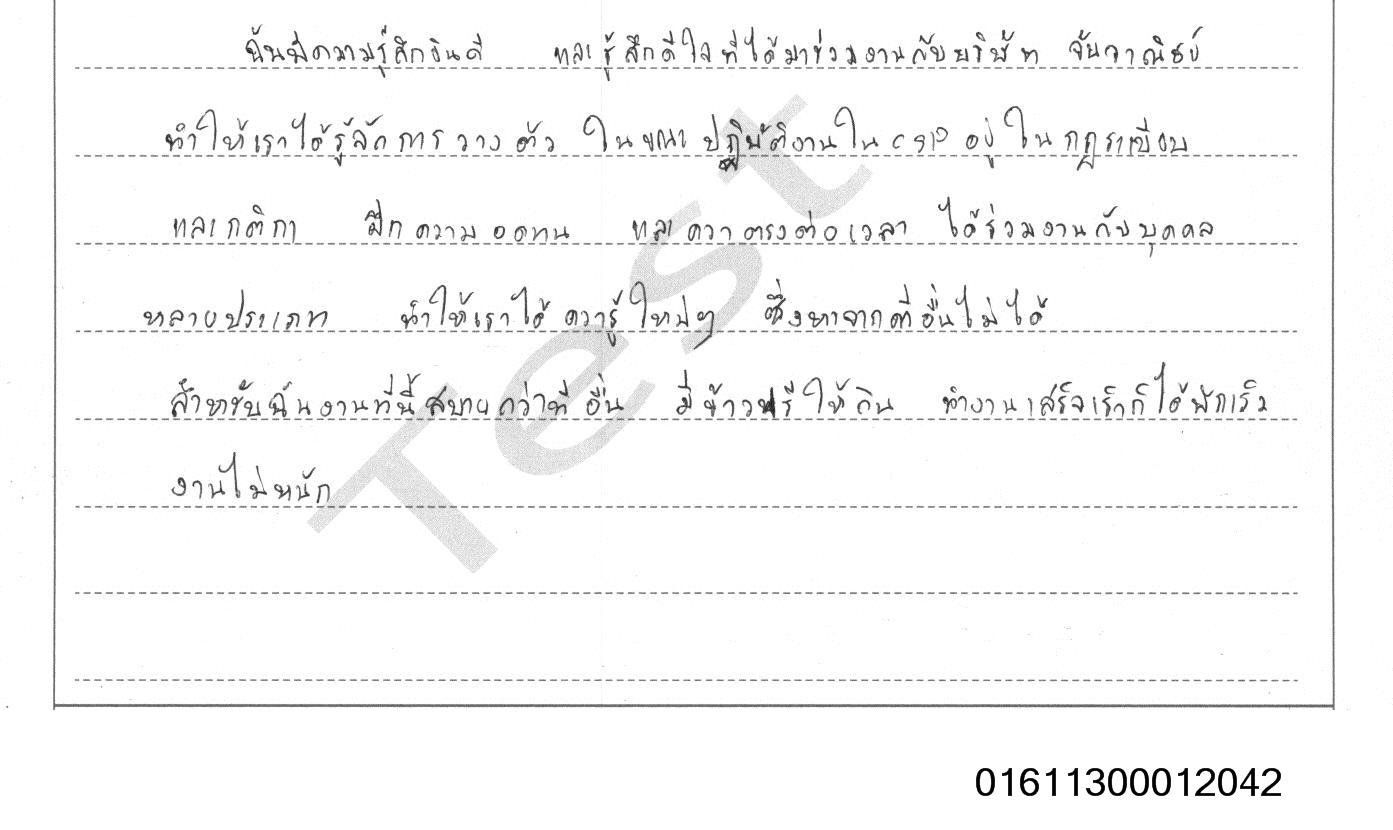 ฉันมีความรู้สึกยินดี และรู้สึกดีใจที่ได้มาร่วมงานกับบริษัท จันวาณิชย์
ทำให้เราได้รู้จักการวางตัว ในขณะปฏิบัติงานใน อยู่ในกฎระเบียบ
และกติกา ฝึกความอดทน และควาตรงต่อเวลา ได้ร่วมงานกับบุคคล
หลายประเภท ทำให้เราได้ควารู้ใหม่ๆ ซึ่งหาจากที่อื่นไม่ได้
สำหรับฉันงานที่นี้สบายกว่าที่อื่น มีข้าวฟรีให้กิน ทำงานเสร็จเร็วก็ได้พักเร็ว
งานไม่หนัก
Test
01611300012042